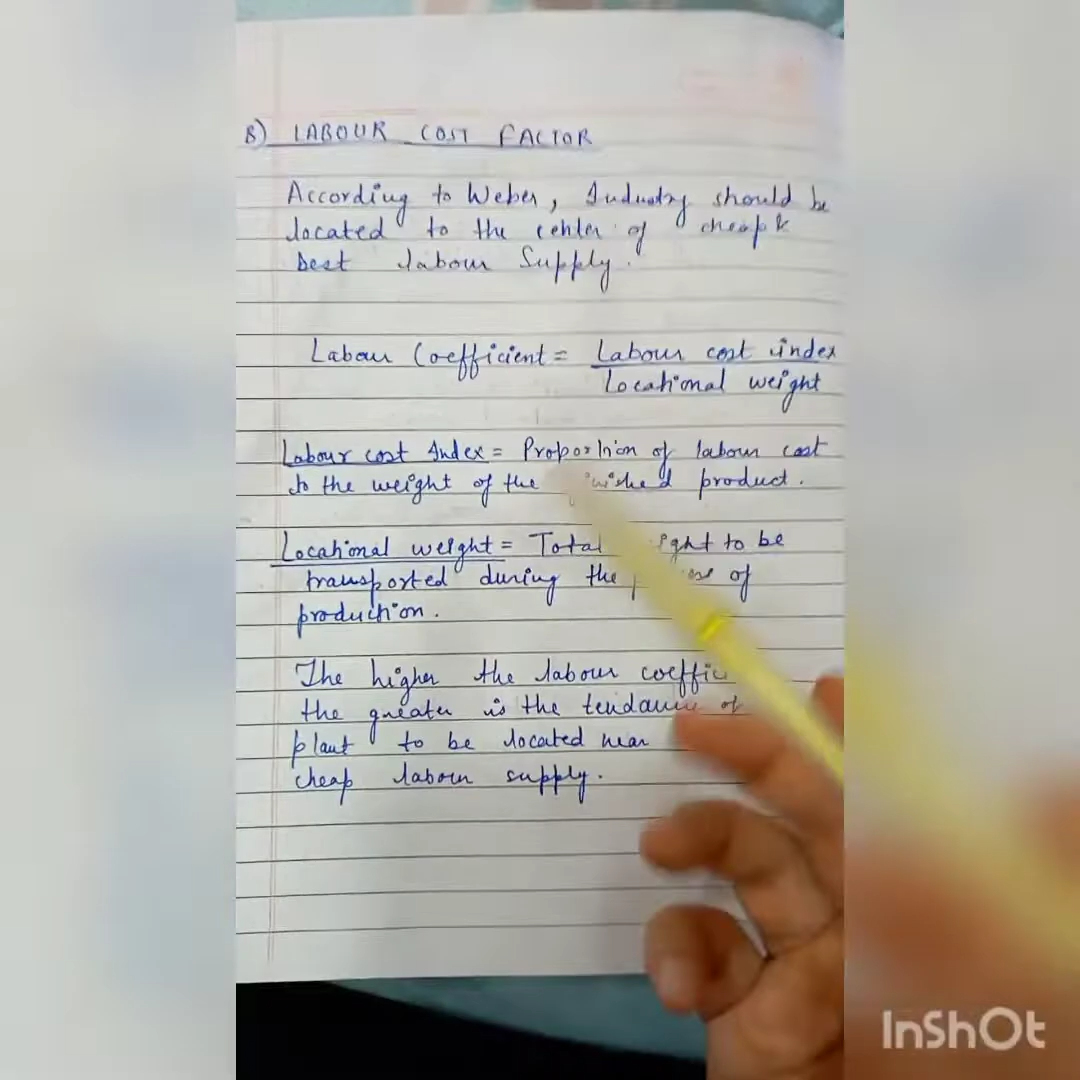 B) LABOUR COST FACTOR
According to Weber, Industry should be
located to the center of cheap &
best labour Supply.
Labour Coefficient = Labour cost index
Locational weight
Labour cost Index = Proportion of labour cost
to the weight of the product.
Locational weight = Total to be
transported during the of
production.
The higher the labour
the greater is the tendancy of
plant to be located near
cheap labour supply.
InShOt